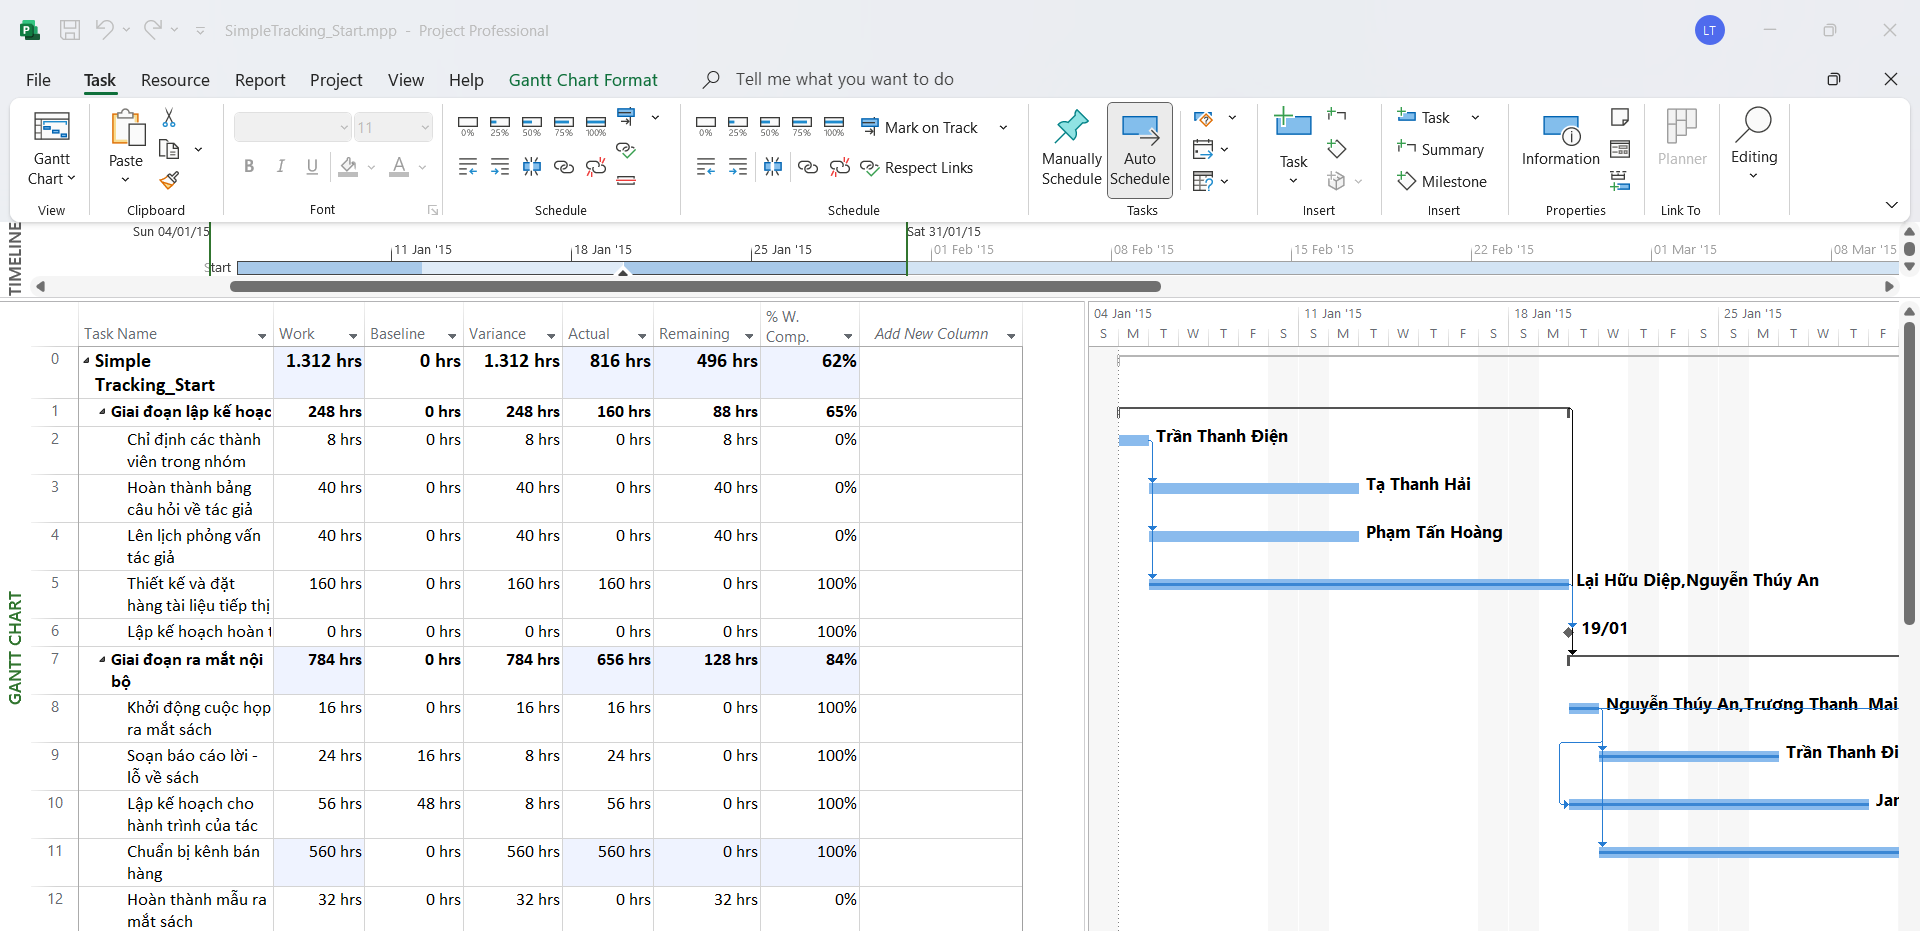 SimpleTracking_Start.mpp - Project Professional
LT
File Task Resource Report Project View Help Gantt Chart Format Tell me what you want to do
Gantt Chart
View
Paste
Clipboard
11
B I U A
Font
0% 25% 50% 75% 100%
Schedule
0% 25% 50% 75% 100%
Mark on Track
Respect Links
Schedule
Manually Schedule
Auto Schedule
Tasks
Task
Insert
Task
Summary
Milestone
Insert
Information
Properties
Planner
Link To
Editing
TIMELINE
Sun 04/01/15
Sat 31/01/15
11 Jan '15 18 Jan '15 25 Jan '15 01 Feb '15 08 Feb '15 15 Feb '15 22 Feb '15 01 Mar '15 08 Mar '15
Start
GANTT CHART
Task Name Work Baseline Variance Actual Remaining % W. Comp. Add New Column
04 Jan '15 11 Jan '15 18 Jan '15 25 Jan '15
S M T W T F S S M T W T F S S M T W T F S S M T W T F
0 Simple Tracking_Start 1.312 hrs 0 hrs 1.312 hrs 816 hrs 496 hrs 62%
1 Giai đoạn lập kế hoạc 248 hrs 0 hrs 248 hrs 160 hrs 88 hrs 65%
2 Chỉ định các thành viên trong nhóm 8 hrs 0 hrs 8 hrs 0 hrs 8 hrs 0%
3 Hoàn thành bảng câu hỏi về tác giả 40 hrs 0 hrs 40 hrs 0 hrs 40 hrs 0%
4 Lên lịch phỏng vấn tác giả 40 hrs 0 hrs 40 hrs 0 hrs 40 hrs 0%
5 Thiết kế và đặt hàng tài liệu tiếp thị 160 hrs 0 hrs 160 hrs 160 hrs 0 hrs 100%
6 Lập kế hoạch hoàn t 0 hrs 0 hrs 0 hrs 0 hrs 0 hrs 100%
7 Giai đoạn ra mắt nội bộ 784 hrs 0 hrs 784 hrs 656 hrs 128 hrs 84%
8 Khởi động cuộc họp ra mắt sách 16 hrs 0 hrs 16 hrs 16 hrs 0 hrs 100%
9 Soạn báo cáo lời - lỗ về sách 24 hrs 16 hrs 8 hrs 24 hrs 0 hrs 100%
10 Lập kế hoạch cho hành trình của tác 56 hrs 48 hrs 8 hrs 56 hrs 0 hrs 100%
11 Chuẩn bị kênh bán hàng 560 hrs 0 hrs 560 hrs 560 hrs 0 hrs 100%
12 Hoàn thành mẫu ra mắt sách 32 hrs 0 hrs 32 hrs 0 hrs 32 hrs 0%
Trần Thanh Điện
Tạ Thanh Hải
Phạm Tấn Hoàng
Lại Hữu Diệp,Nguyễn Thúy An
19/01
Nguyễn Thúy An,Trương Thanh Mai
Trần Thanh Đi
Jar